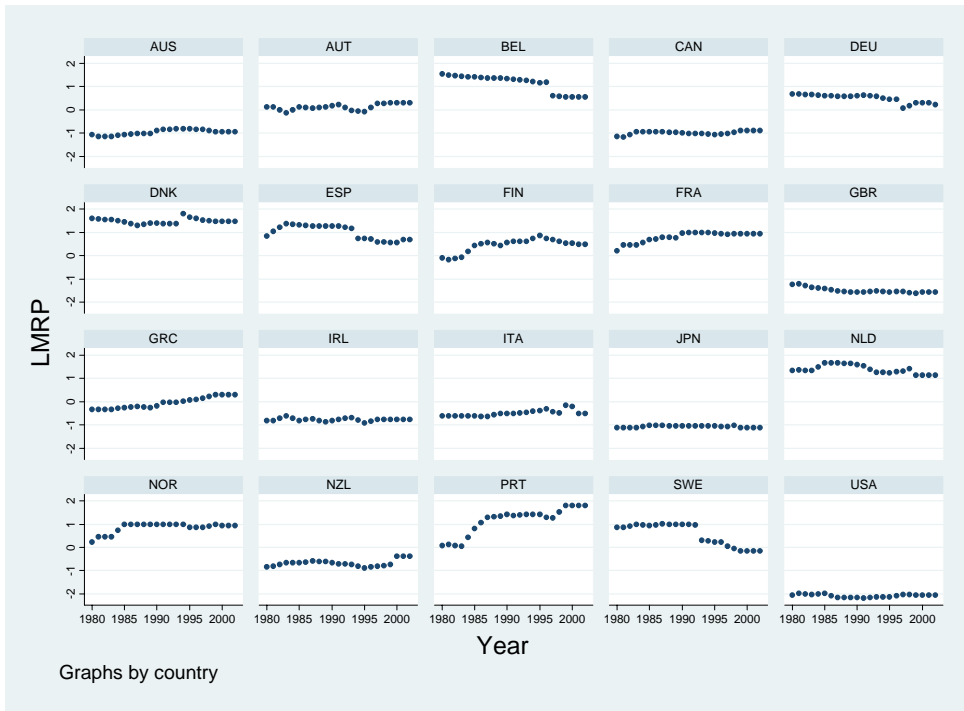 AUS AUT BEL CAN DEU
2
1
0
-1
-2
DNK ESP FIN FRA GBR
2
1
0
-1
-2
LMRP
GRC IRL ITA JPN NLD
2
1
0
-1
-2
NOR NZL PRT SWE USA
2
1
0
-1
-2
1980 1985 1990 1995 2000 1980 1985 1990 1995 2000 1980 1985 1990 1995 2000 1980 1985 1990 1995 2000 1980 1985 1990 1995 2000
Year
Graphs by country